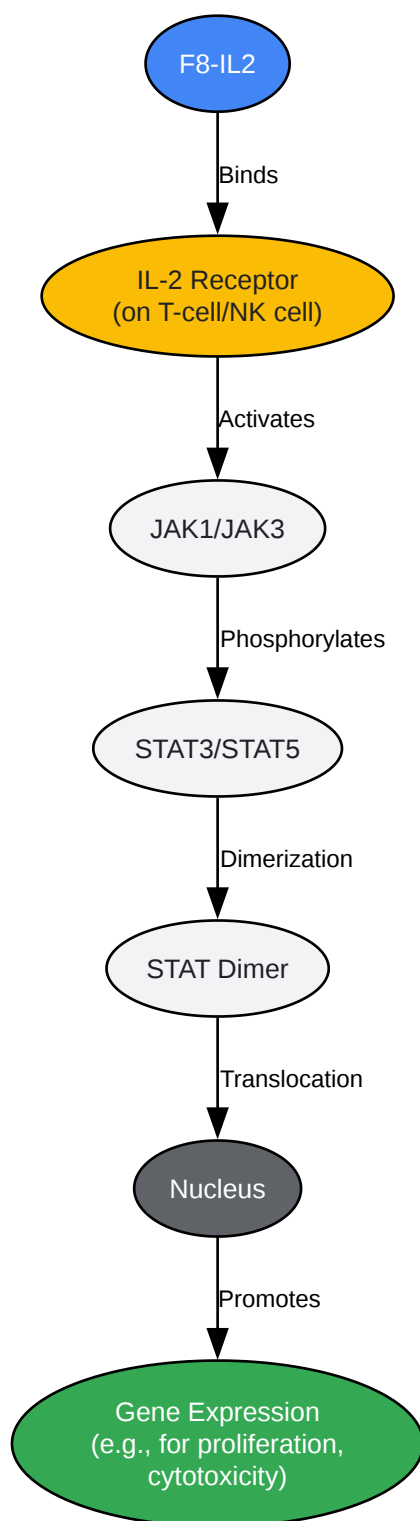 F8-IL2
Binds
IL-2 Receptor
(on T-cell/NK cell)
Activates
JAK1/JAK3
Phosphorylates
STAT3/STAT5
Dimerization
STAT Dimer
Translocation
Nucleus
Promotes
Gene Expression
(e.g., for proliferation,
cytotoxicity)